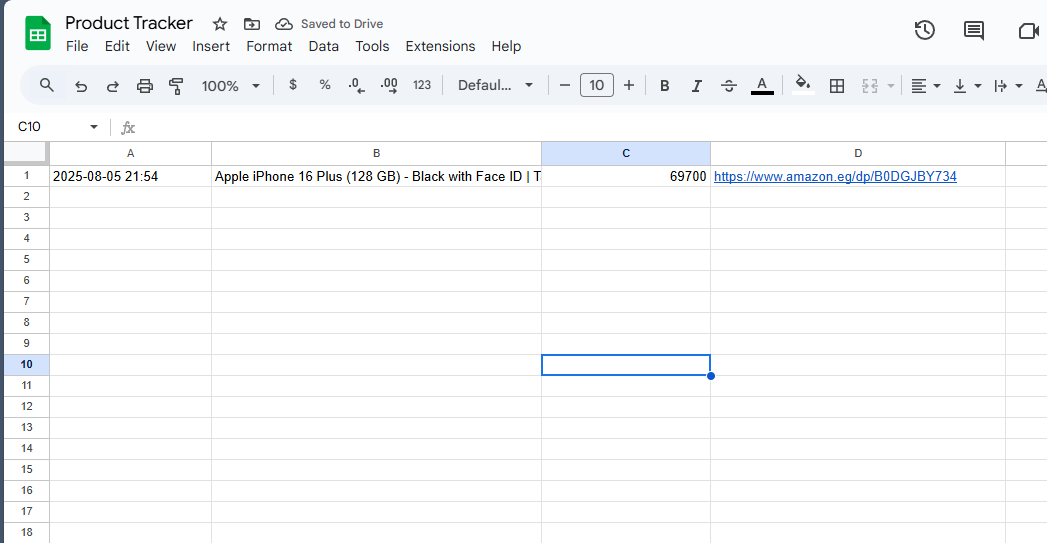 Product Tracker Saved to Drive
File Edit View Insert Format Data Tools Extensions Help
100% $ % .0 .00 123 Defaul... 10 B I A A
C10 fx
A B C D
1 2025-08-05 21:54 Apple iPhone 16 Plus (128 GB) - Black with Face ID | T 69700 https://www.amazon.eg/dp/B0DGJBY734
2
3
4
5
6
7
8
9
10
11
12
13
14
15
16
17
18